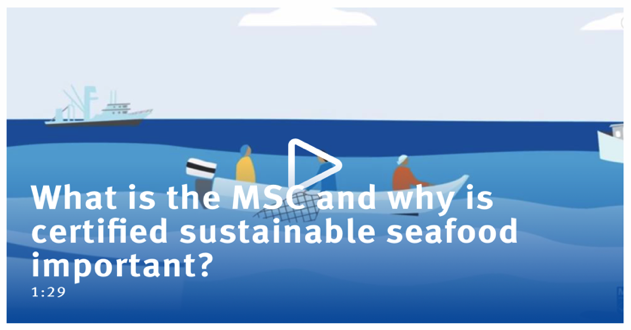 What is the MSC and why is
certified sustainable seafood
important?
1:29